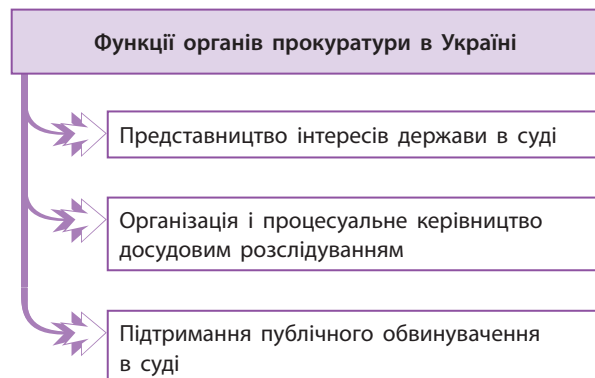 Функції органів прокуратури в Україні
Представництво інтересів держави в суді
Організація і процесуальне керівництво
досудовим розслідуванням
Підтримання публічного обвинувачення
в суді